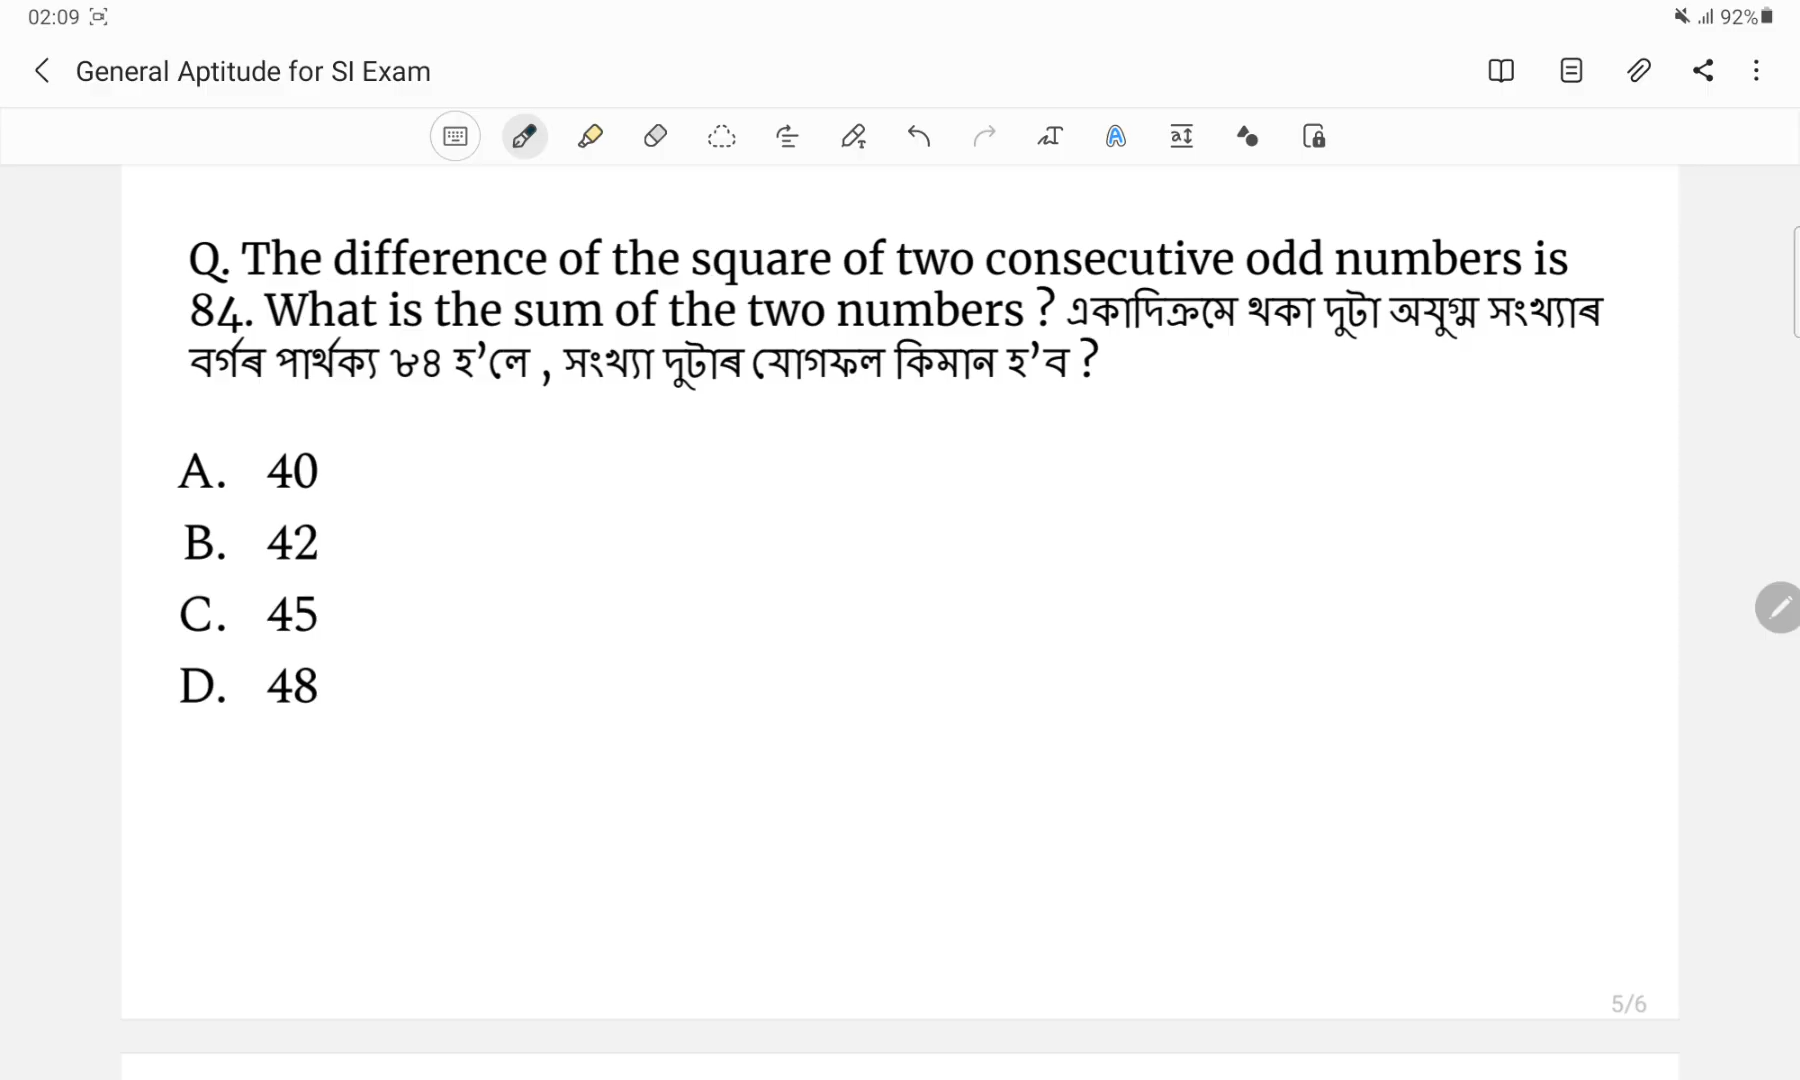 02:09
92%
General Aptitude for SI Exam
Q. The difference of the square of two consecutive odd numbers is
84. What is the sum of the two numbers ? একাদিক্ৰমে থকা দুটা অযুগ্ম সংখ্যাৰ
বৰ্গৰ পাৰ্থক্য ৮৪ হ’লে , সংখ্যা দুটাৰ যোগফল কিমান হ’ব ?
A. 40
B. 42
C. 45
D. 48
5/6